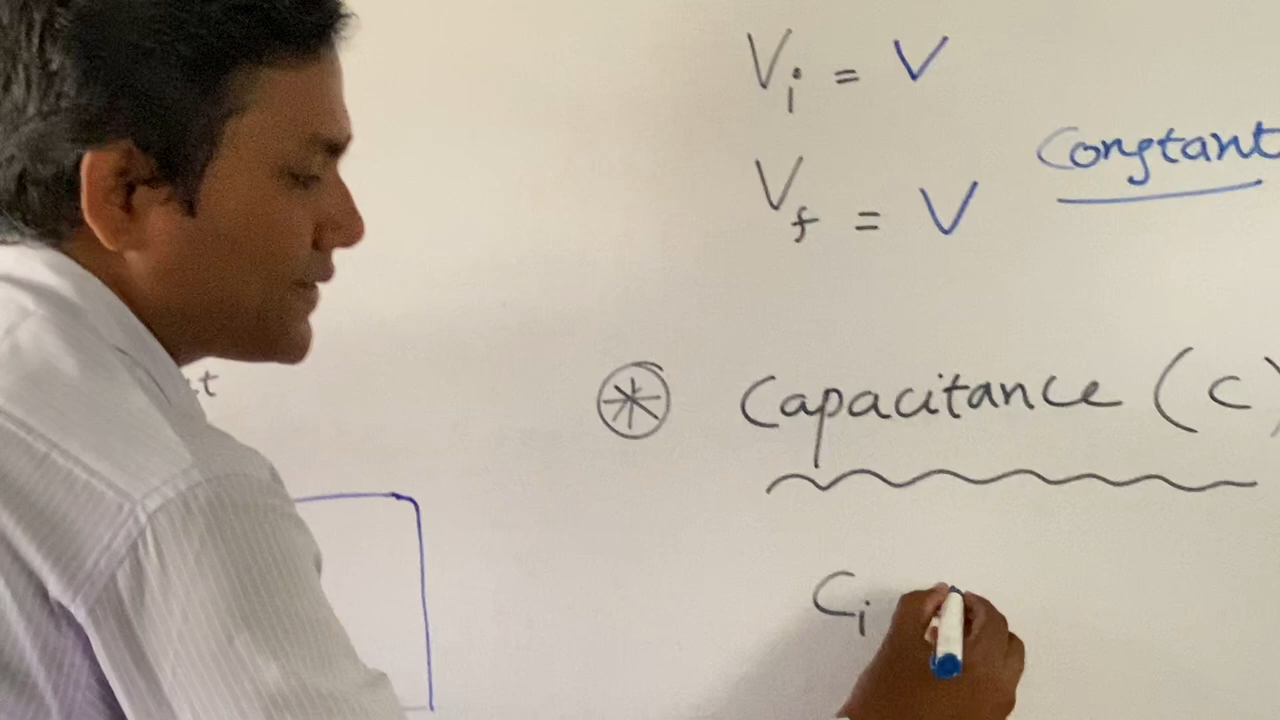 Vi = V
Constant
Vf = V
Capacitance (C)
Ci